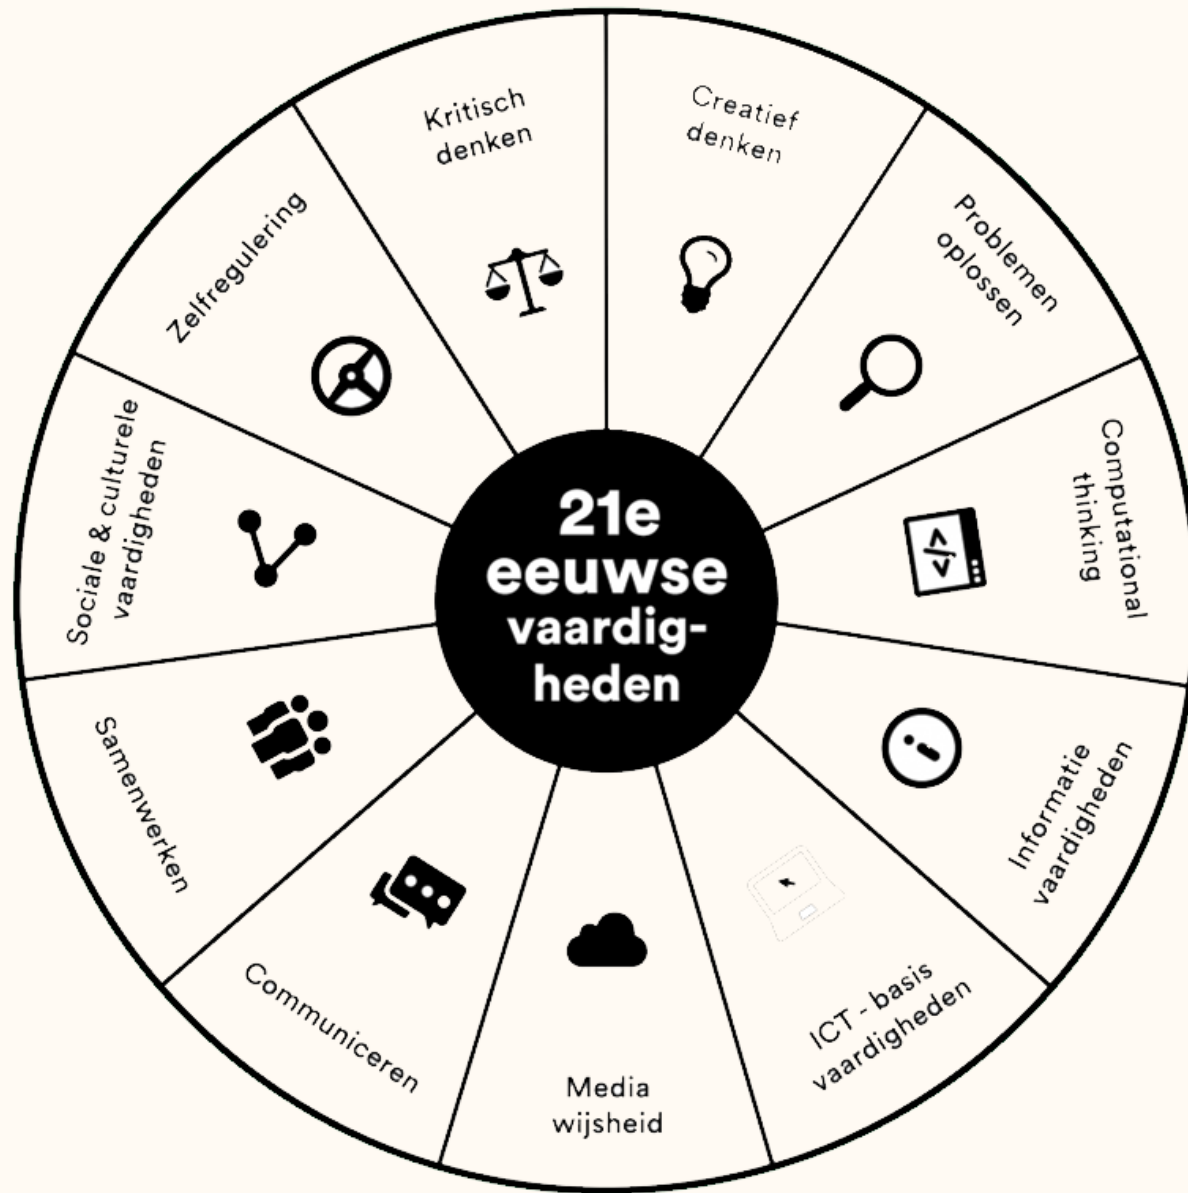 21e
eeuwse
vaardig-
heden
Kritisch
denken
Creatief
denken
Problemen
oplossen
Computational
thinking
Informatie
vaardigheden
ICT - basis
vaardigheden
Media
wijsheid
Communiceren
Samenwerken
Sociale & culturele
vaardigheden
Zelfregulering